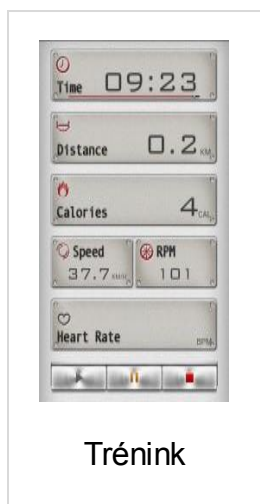 Time 09:23
Distance 0.2 KM
Calories 4 CAL
Speed RPM
37.7 KM/H 101
Heart Rate BPM
Trénink